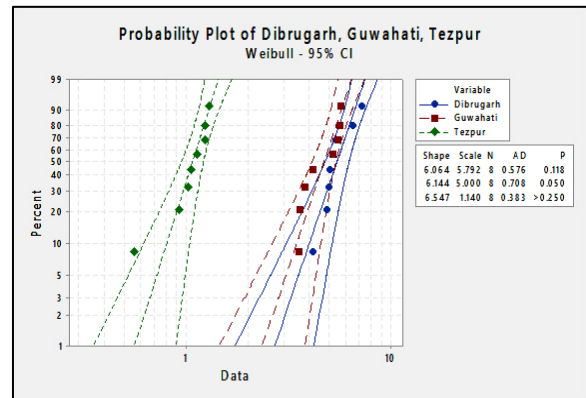 Probability Plot of Dibrugarh, Guwahati, Tezpur
Weibull - 95% CI
99
90
80
70
60
50
40
30
20
10
5
3
2
1
Percent
1
10
Data
Variable
Dibrugarh
Guwahati
Tezpur
Shape Scale N AD P
6.064 5.792 8 0.576 0.118
6.144 5.000 8 0.708 0.050
6.547 1.140 8 0.383 >0.250